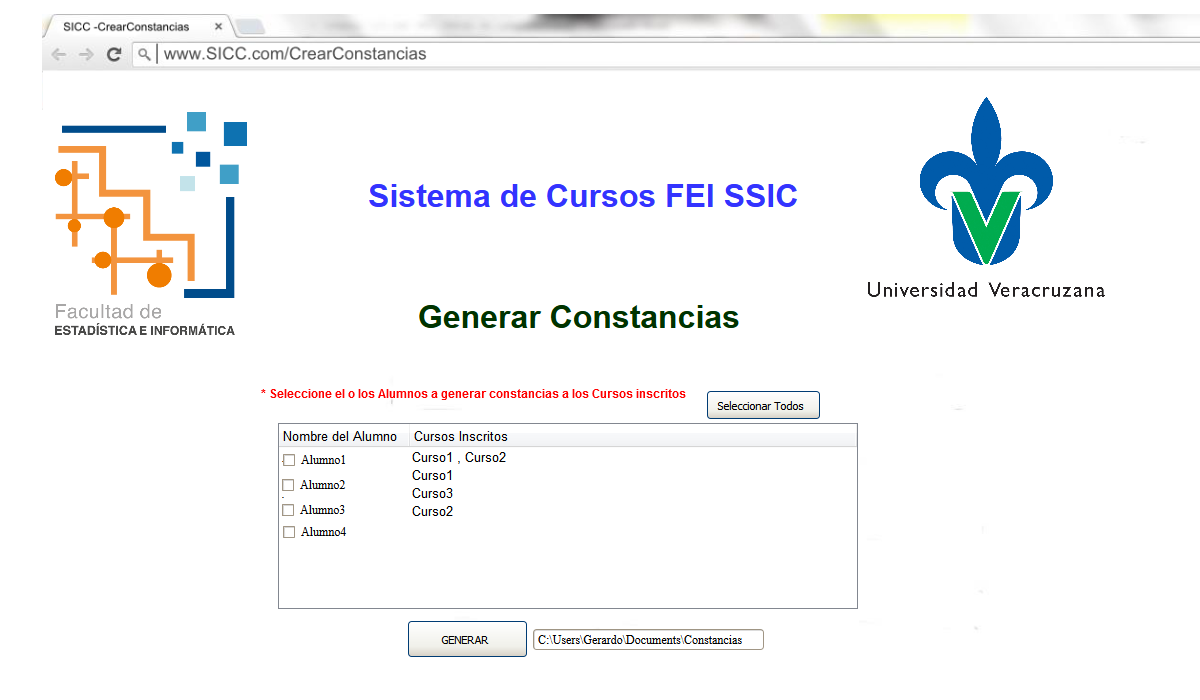 SICC -CrearConstancias ×
www.SICC.com/CrearConstancias
Sistema de Cursos FEI SSIC
Universidad Veracruzana
Facultad de
ESTADÍSTICA E INFORMÁTICA
Generar Constancias
* Seleccione el o los Alumnos a generar constancias a los Cursos inscritos
Seleccionar Todos
Nombre del Alumno Cursos Inscritos
Alumno1 Curso1 , Curso2
Alumno2 Curso1
Alumno3 Curso3
Alumno4 Curso2
GENERAR C:\Users\Gerardo\Documents\Constancias